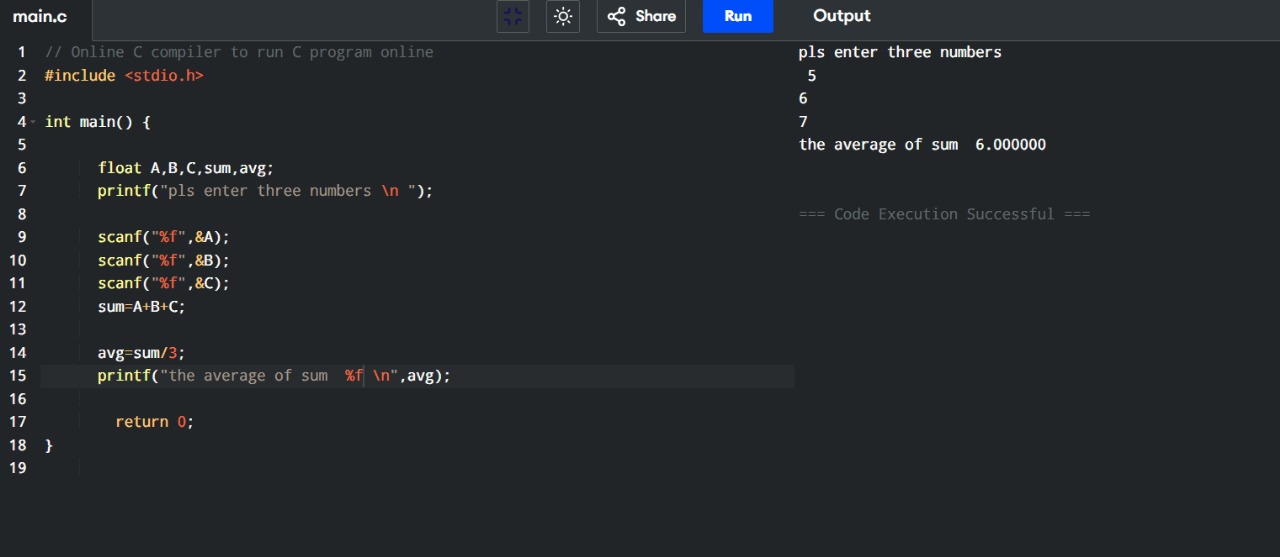 main.c Share Run Output
1 // Online C compiler to run C program online
2 #include <stdio.h>
3
4 int main() {
5
6 float A,B,C,sum,avg;
7 printf("pls enter three numbers \n ");
8
9 scanf("%f",&A);
10 scanf("%f",&B);
11 scanf("%f",&C);
12 sum=A+B+C;
13
14 avg=sum/3;
15 printf("the average of sum  %f \n",avg);
16
17 return 0;
18 }
19
pls enter three numbers
5
6
7
the average of sum  6.000000
=== Code Execution Successful ===